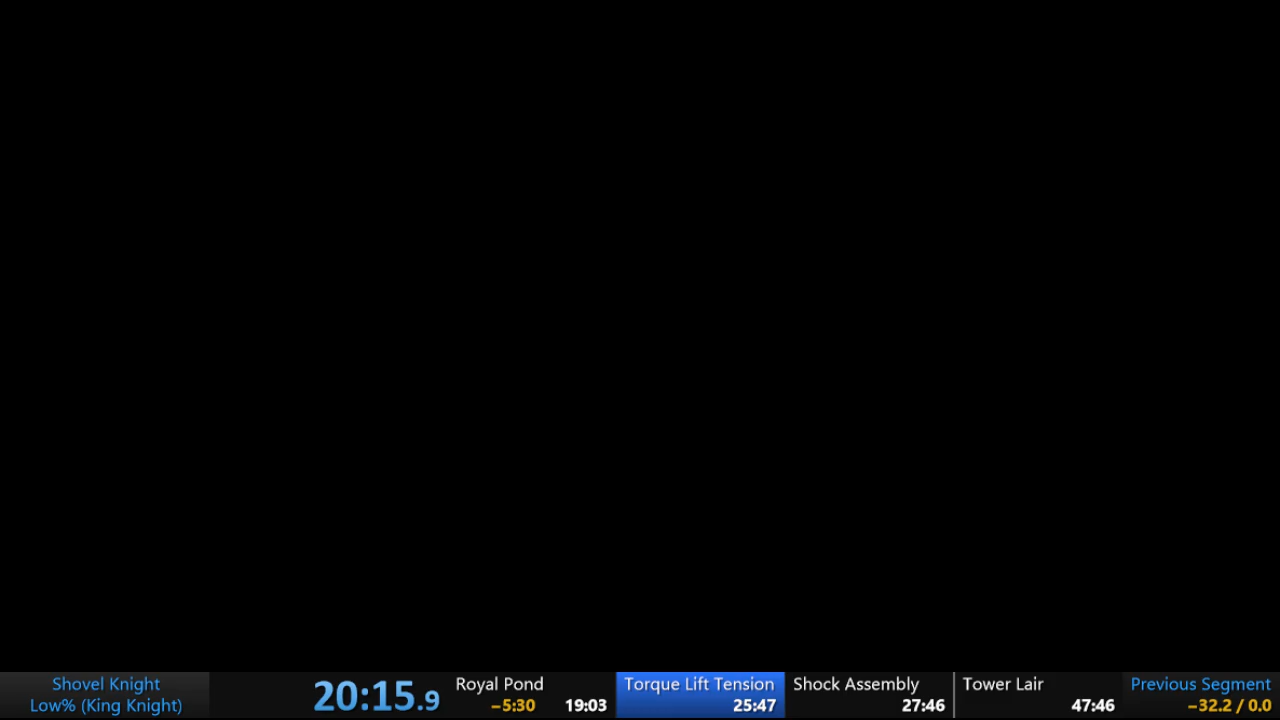 Shovel Knight
Low% (King Knight)
20:15.9
Royal Pond
−5:30 19:03
Torque Lift Tension
25:47
Shock Assembly
27:46
Tower Lair
47:46
Previous Segment
−32.2 / 0.0